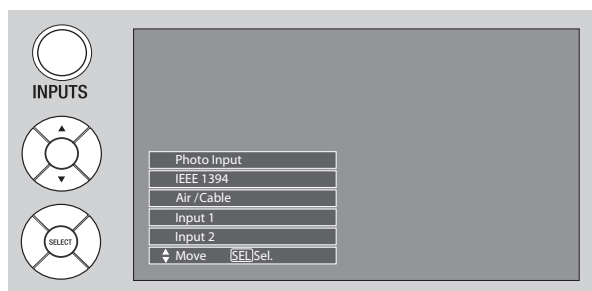 INPUTS
SELECT
Photo Input
IEEE 1394
Air /Cable
Input 1
Input 2
Move SEL Sel.